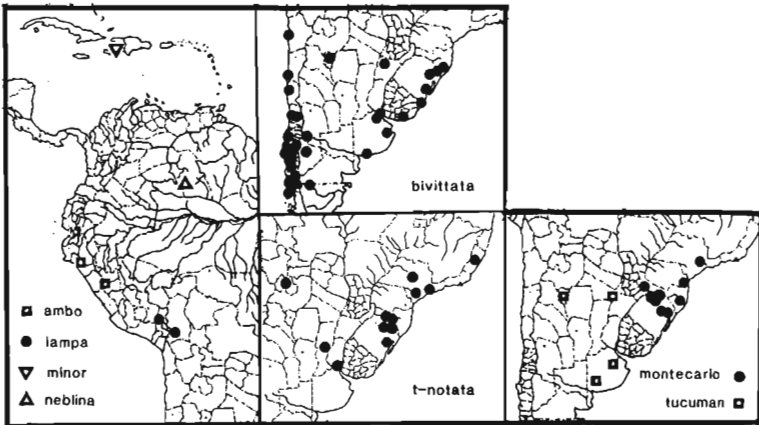 bivittata
ambo
lampa
minor
neblina
t-notata
montecarlo
tucuman